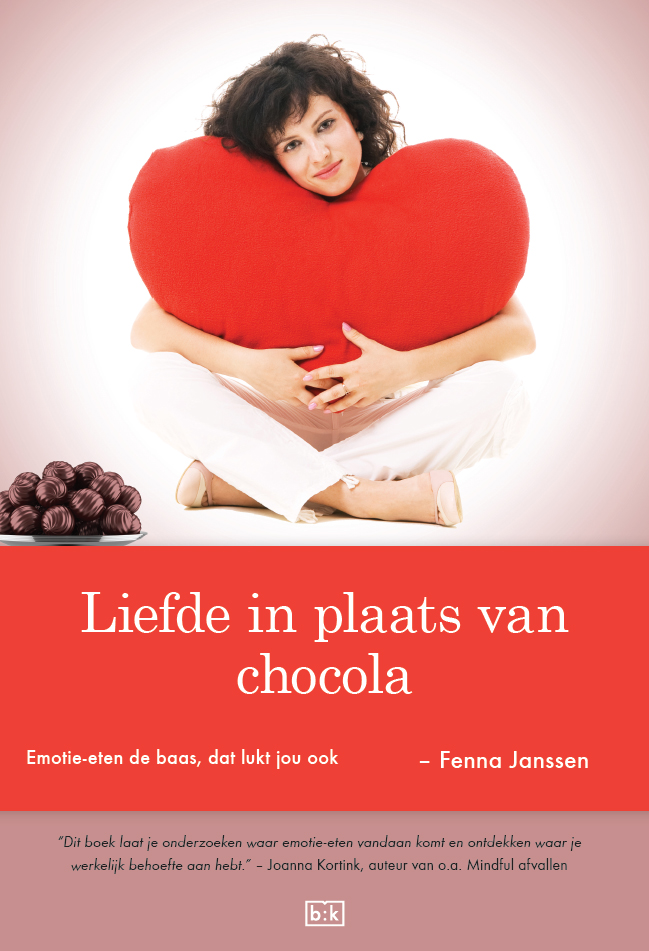 Liefde in plaats van
chocola
Emotie-eten de baas, dat lukt jou ook
– Fenna Janssen
“Dit boek laat je onderzoeken waar emotie-eten vandaan komt en ontdekken waar je
werkelijk behoefte aan hebt.” – Joanna Kortink, auteur van o.a. Mindful afvallen
b:k